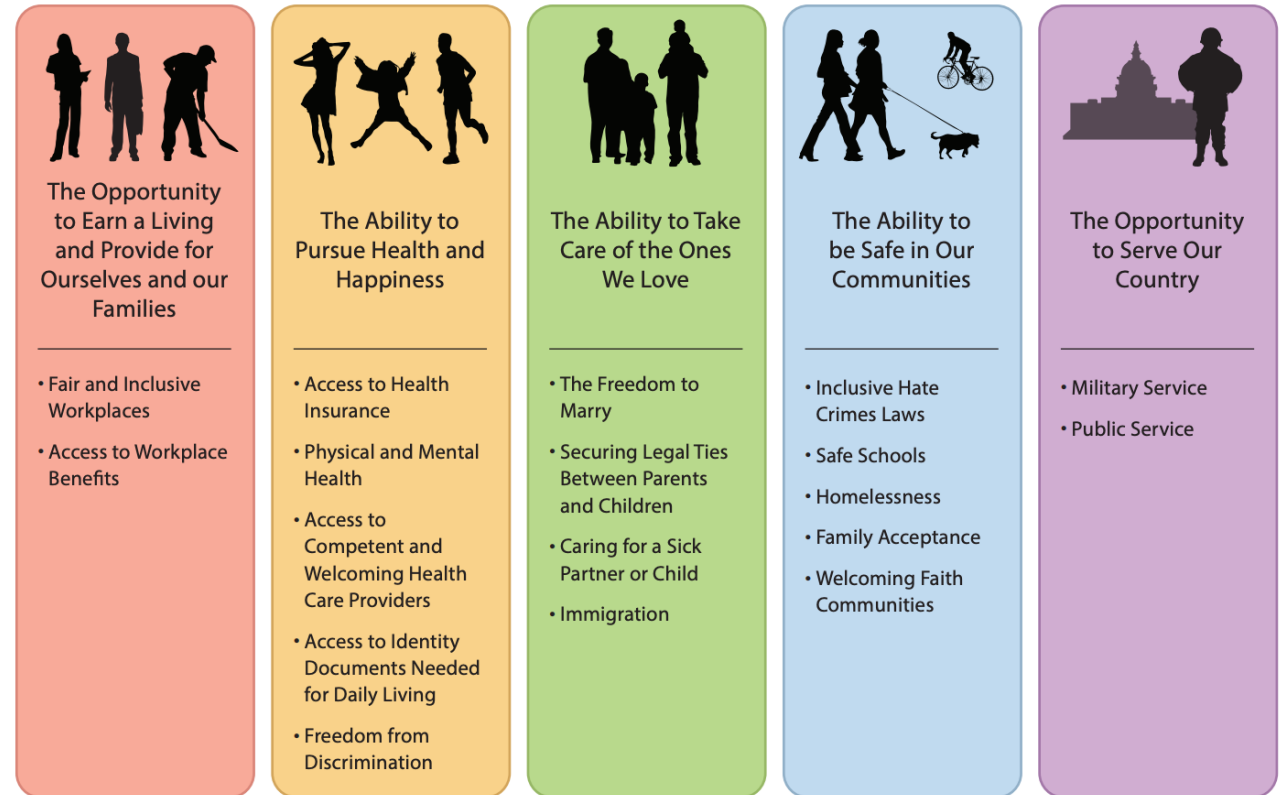 The Opportunity
to Earn a Living
and Provide for
Ourselves and our
Families
• Fair and Inclusive
Workplaces
• Access to Workplace
Benefits
The Ability to
Pursue Health and
Happiness
• Access to Health
Insurance
• Physical and Mental
Health
• Access to
Competent and
Welcoming Health
Care Providers
• Access to Identity
Documents Needed
for Daily Living
• Freedom from
Discrimination
The Ability to Take
Care of the Ones
We Love
• The Freedom to
Marry
• Securing Legal Ties
Between Parents
and Children
• Caring for a Sick
Partner or Child
• Immigration
The Ability to
be Safe in Our
Communities
• Inclusive Hate
Crimes Laws
• Safe Schools
• Homelessness
• Family Acceptance
• Welcoming Faith
Communities
The Opportunity
to Serve Our
Country
• Military Service
• Public Service